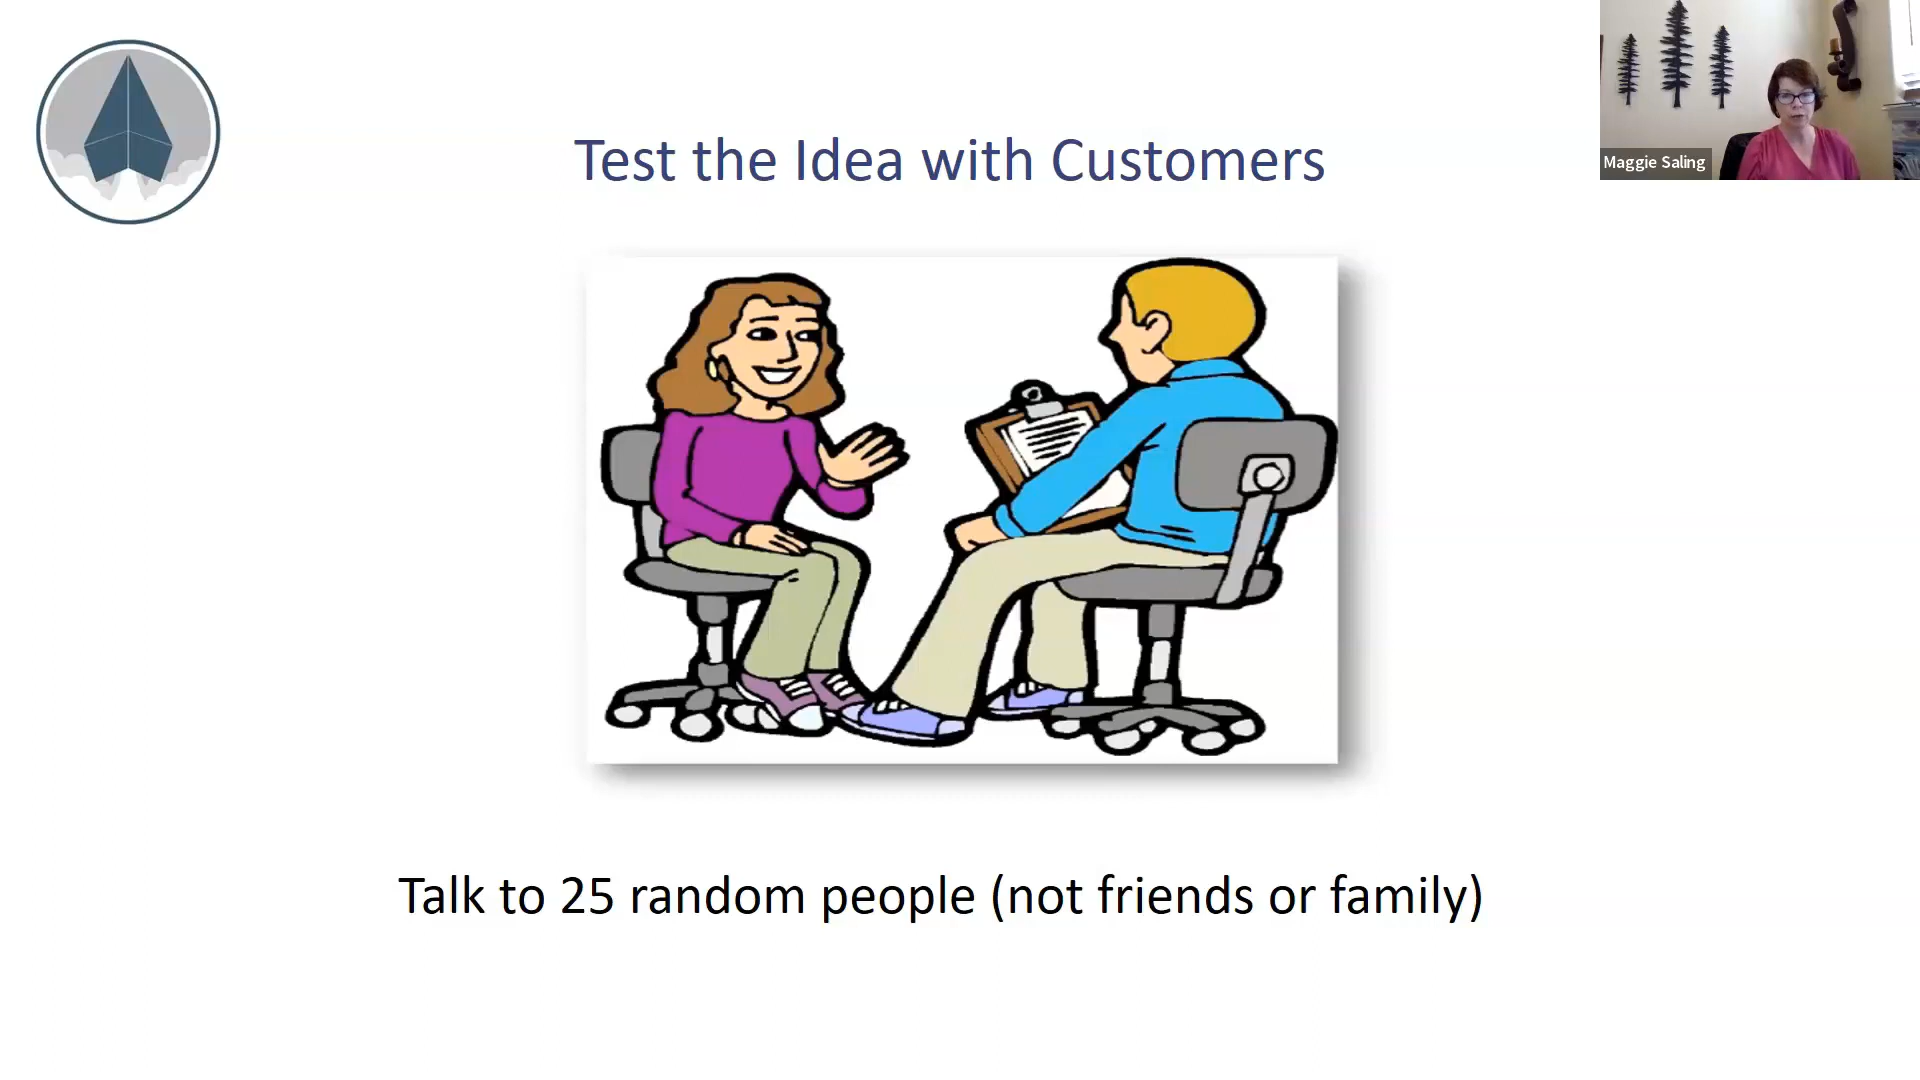 Maggie Saling
Test the Idea with Customers
Talk to 25 random people (not friends or family)